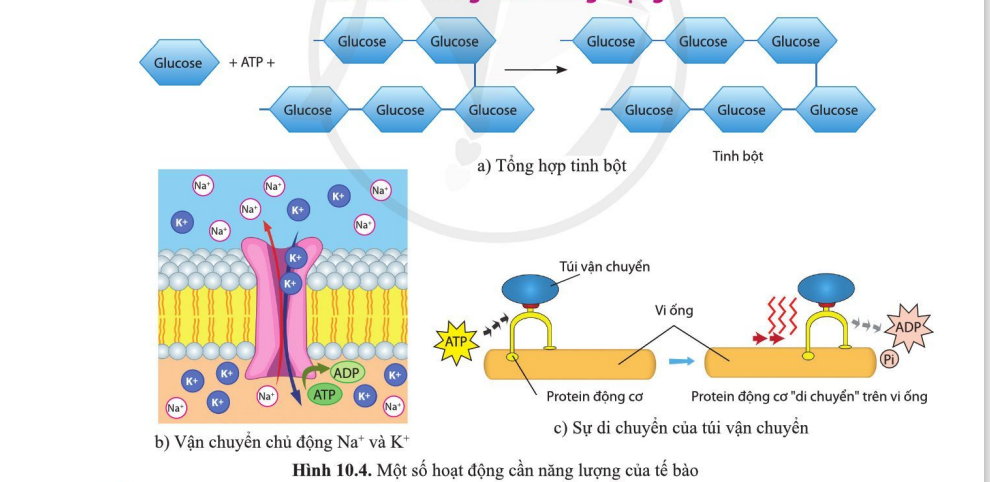 Glucose Glucose Glucose Glucose Glucose
Glucose + ATP +
Glucose Glucose Glucose Glucose Glucose Glucose
Tinh bột
a) Tổng hợp tinh bột
Na⁺ Na⁺ K+ Na⁺
K+ Na⁺ Na⁺ K+ Na⁺
K+
K+
K+ K+ ADP K+
Na⁺ K+ Na⁺ ATP K+ Na⁺
b) Vận chuyển chủ động Na⁺ và K⁺
Túi vận chuyển
Vi ống
ATP
ADP
Pi
Protein động cơ
Protein động cơ "di chuyển" trên vi ống
c) Sự di chuyển của túi vận chuyển
Hình 10.4. Một số hoạt động cần năng lượng của tế bào